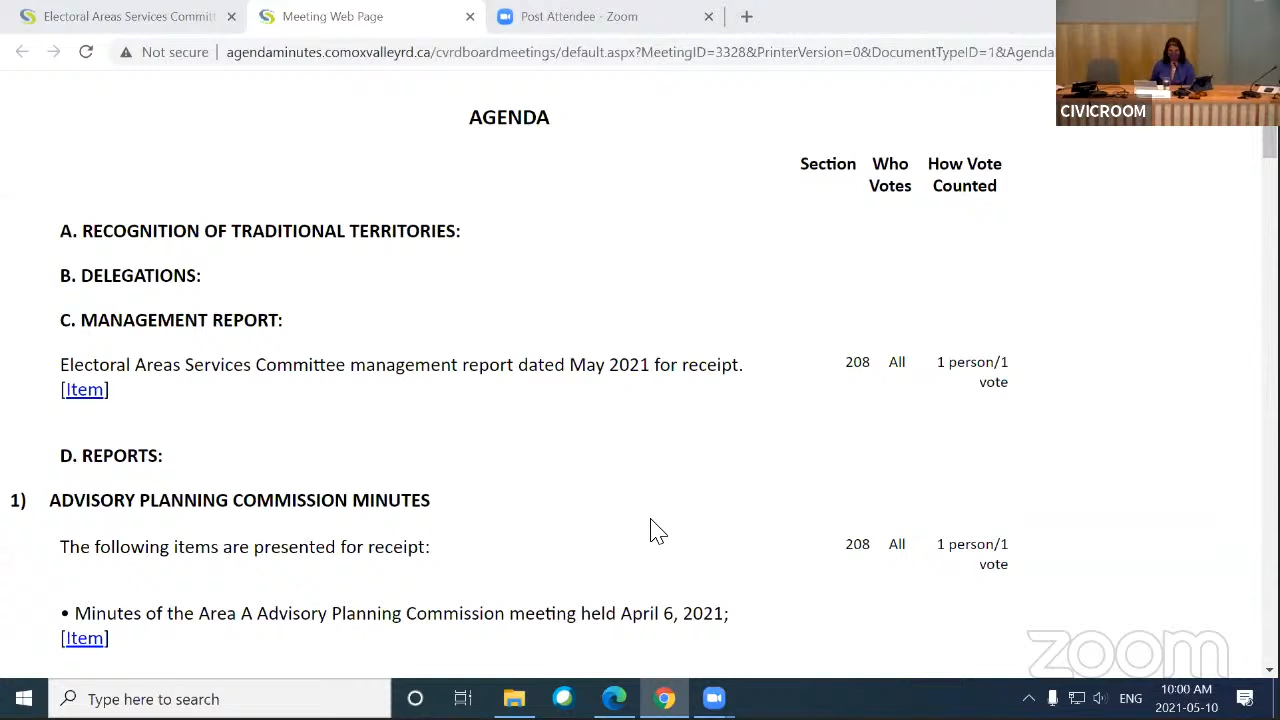 Electoral Areas Services Committ
Meeting Web Page
Post Attendee - Zoom
Not secure
agendaminutes.comoxvalleyrd.ca/cvrdboardmeetings/default.aspx?MeetingID=3328&PrinterVersion=0&DocumentTypeID=1&Agenda
CIVICROOM
AGENDA
Section Who Votes How Vote Counted
A. RECOGNITION OF TRADITIONAL TERRITORIES:
B. DELEGATIONS:
C. MANAGEMENT REPORT:
Electoral Areas Services Committee management report dated May 2021 for receipt. 208 All 1 person/1
[Item] vote
D. REPORTS:
1) ADVISORY PLANNING COMMISSION MINUTES
The following items are presented for receipt: 208 All 1 person/1
vote
• Minutes of the Area A Advisory Planning Commission meeting held April 6, 2021;
[Item]
zoom
Type here to search
ENG
10:00 AM
2021-05-10